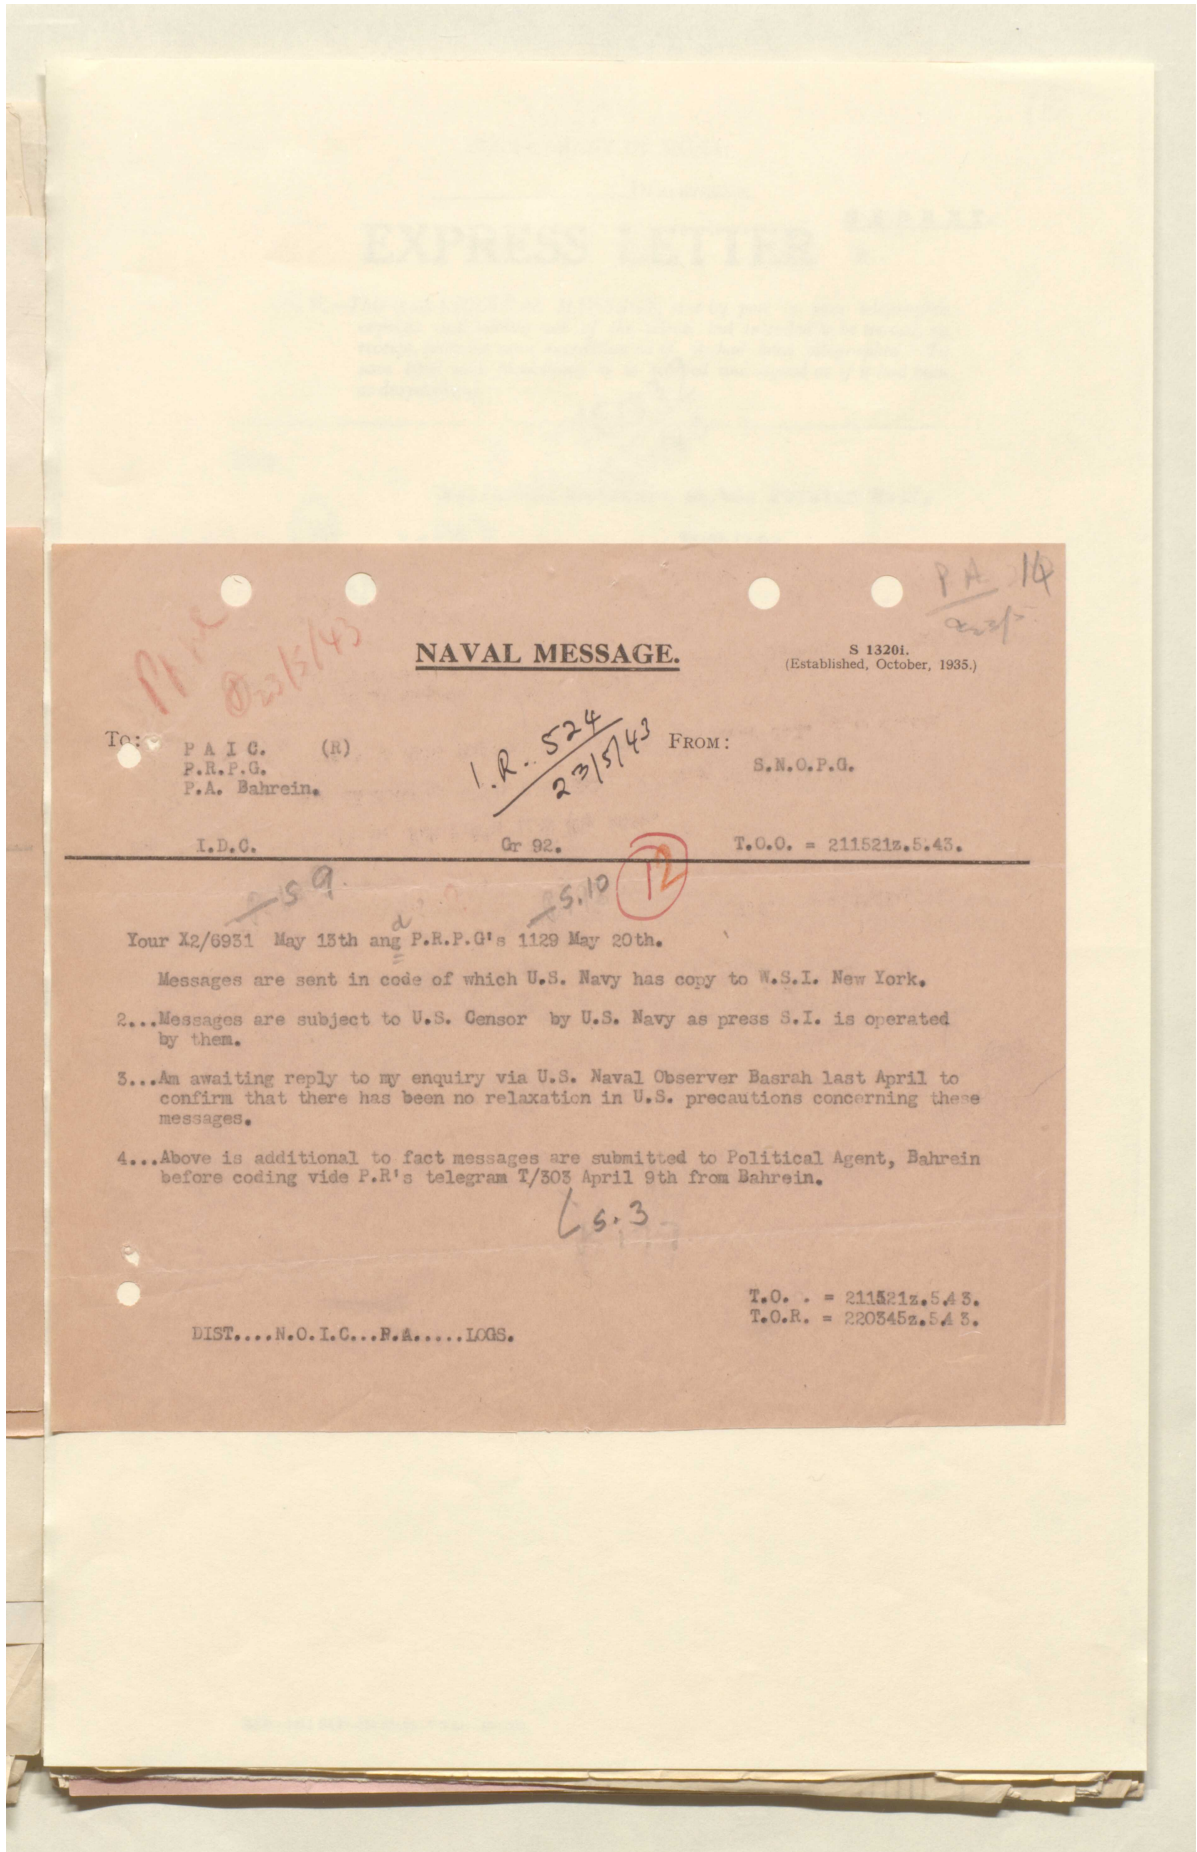 EXPRESS LETTER
P A 14
NAVAL MESSAGE.
S 1320i.
(Established, October, 1935.)
23/5/43
To:
P A I C. (R)
P.R.P.G.
P.A. Bahrein.
I.R. 524
23/5/43
FROM:
S.N.O.P.G.
I.D.C. Gr 92. T.O.O. = 211521z.5.43.
S 9. S.10 12
d
Your X2/6931 May 13th ang P.R.P.G's 1129 May 20th.
Messages are sent in code of which U.S. Navy has copy to W.S.I. New York.
2...Messages are subject to U.S. Censor by U.S. Navy as press S.I. is operated
by them.
3...Am awaiting reply to my enquiry via U.S. Naval Observer Basrah last April to
confirm that there has been no relaxation in U.S. precautions concerning these
messages.
4...Above is additional to fact messages are submitted to Political Agent, Bahrein
before coding vide P.R's telegram T/303 April 9th from Bahrein.
S.3
T.O. . = 211521z.5.43.
T.O.R. = 220345z.5.43.
DIST....N.O.I.C...P.A.....LOGS.